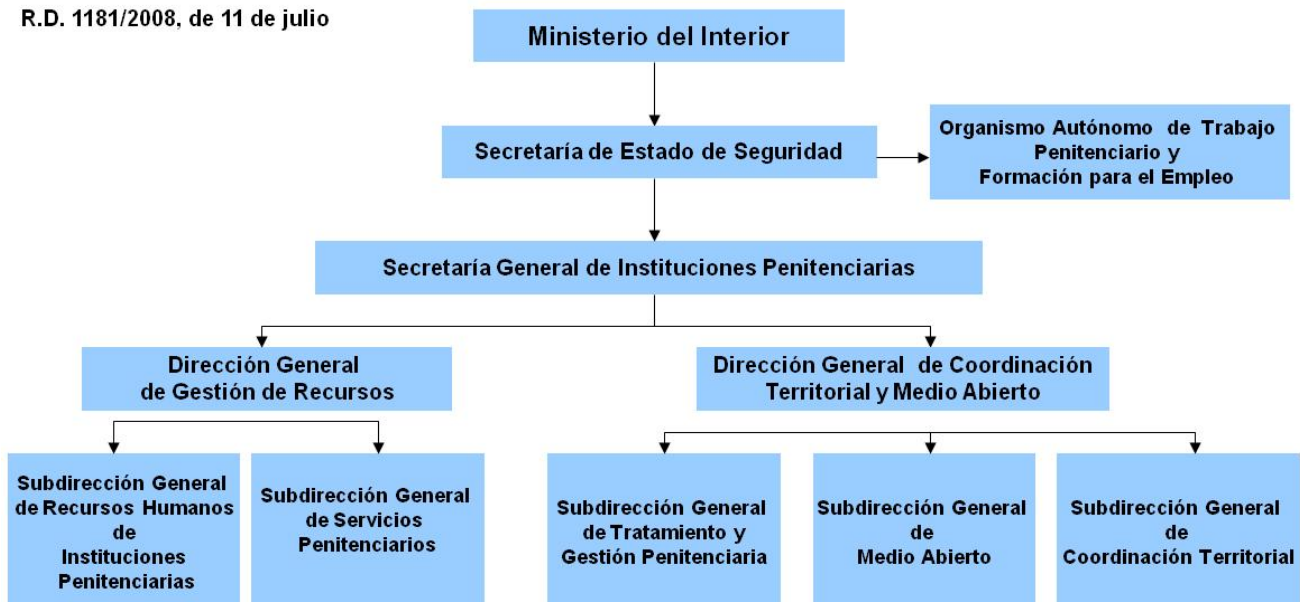 R.D. 1181/2008, de 11 de julio
Ministerio del Interior
Secretaría de Estado de Seguridad
Organismo Autónomo de Trabajo
Penitenciario y
Formación para el Empleo
Secretaría General de Instituciones Penitenciarias
Dirección General
de Gestión de Recursos
Dirección General de Coordinación
Territorial y Medio Abierto
Subdirección General
de Recursos Humanos
de
Instituciones
Penitenciarias
Subdirección General
de Servicios
Penitenciarios
Subdirección General
de Tratamiento y
Gestión Penitenciaria
Subdirección General
de
Medio Abierto
Subdirección General
de
Coordinación Territorial